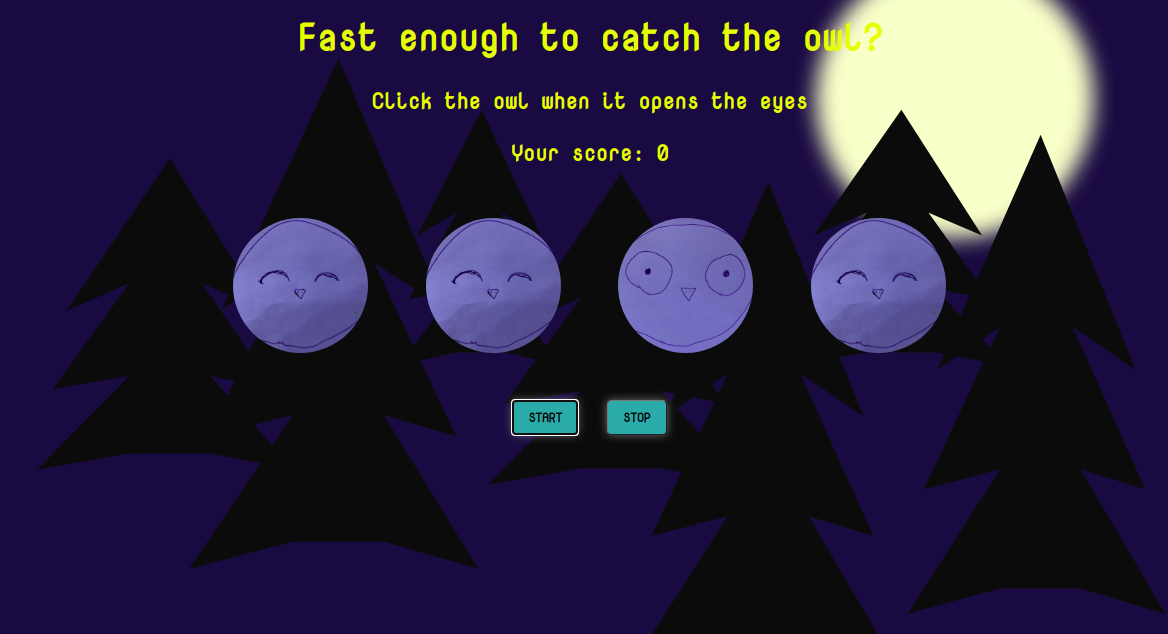 Fast enough to catch the owl?
Click the owl when it opens the eyes
Your score: 0
START STOP